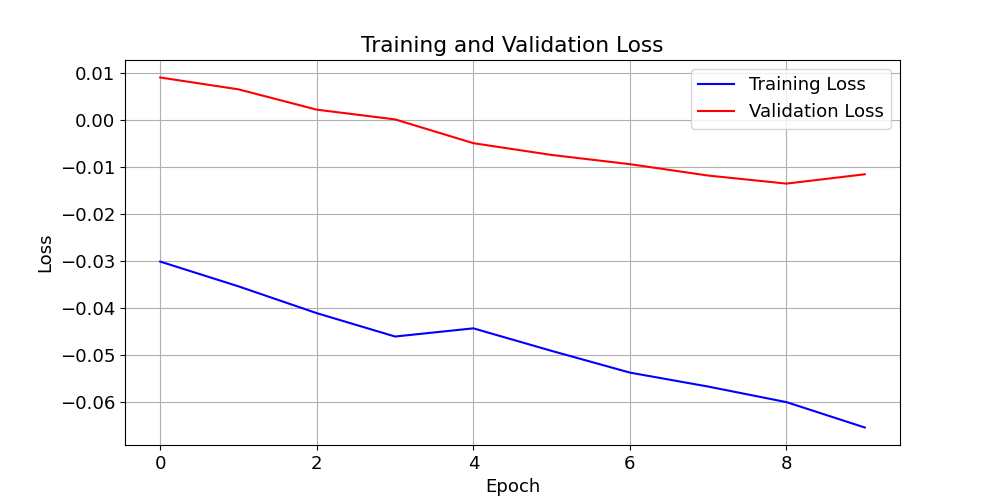 Training and Validation Loss
Training Loss
Validation Loss
Loss
0.01
0.00
−0.01
−0.02
−0.03
−0.04
−0.05
−0.06
0 2 4 6 8
Epoch